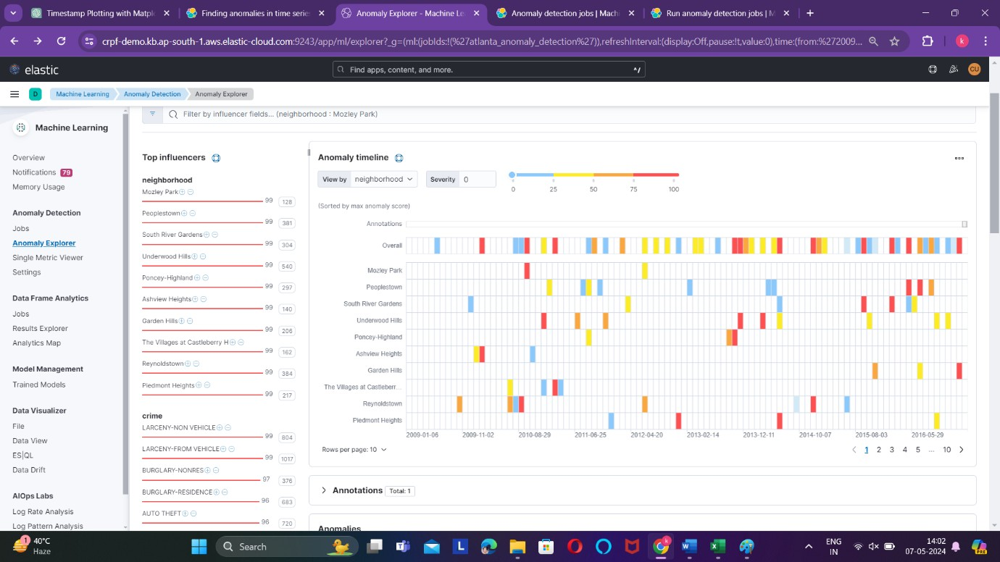 Timestamp Plotting with Matpl
Finding anomalies in time serie
Anomaly Explorer - Machine Le
Anomaly detection jobs | Mach
Run anomaly detection jobs | M
crpf-demo.kb.ap-south-1.aws.elastic-cloud.com:9243/app/ml/explorer?_g=(ml:(jobIds:!(%27atlanta_anomaly_detection%27)),refreshInterval:(display:Off,pause:!t,value:0),time:(from:%272009...
k
elastic
Find apps, content, and more.
^/
CU
D
Machine Learning
Anomaly Detection
Anomaly Explorer
Machine Learning
Overview
Notifications 79
Memory Usage
Anomaly Detection
Jobs
Anomaly Explorer
Single Metric Viewer
Settings
Data Frame Analytics
Jobs
Results Explorer
Analytics Map
Model Management
Trained Models
Data Visualizer
File
Data View
ES|QL
Data Drift
AIOps Labs
Log Rate Analysis
Log Pattern Analysis
Filter by influencer fields... (neighborhood : Mozley Park)
Top influencers
neighborhood
Mozley Park
99 128
Peoplestown
99 381
South River Gardens
99 304
Underwood Hills
99 540
Poncey-Highland
99 297
Ashview Heights
99 140
Garden Hills
99 206
The Villages at Castleberry H
99 162
Reynoldstown
99 384
Piedmont Heights
99 217
crime
LARCENY-NON VEHICLE
99 804
LARCENY-FROM VEHICLE
99 1017
BURGLARY-NONRES
97 376
BURGLARY-RESIDENCE
96 683
AUTO THEFT
96 720
Anomaly timeline
View by neighborhood
Severity 0
0 25 50 75 100
(Sorted by max anomaly score)
Annotations
Overall
Mozley Park
Peoplestown
South River Gardens
Underwood Hills
Poncey-Highland
Ashview Heights
Garden Hills
The Villages at Castleberr...
Reynoldstown
Piedmont Heights
2009-01-06 2009-11-02 2010-08-29 2011-06-25 2012-04-20 2013-02-14 2013-12-11 2014-10-07 2015-08-03 2016-05-29
Rows per page: 10
1 2 3 4 5 ... 10
Annotations Total: 1
Anomalies
1
40°C
Haze
Search
L
k
ENG
IN
14:02
07-05-2024
PRE